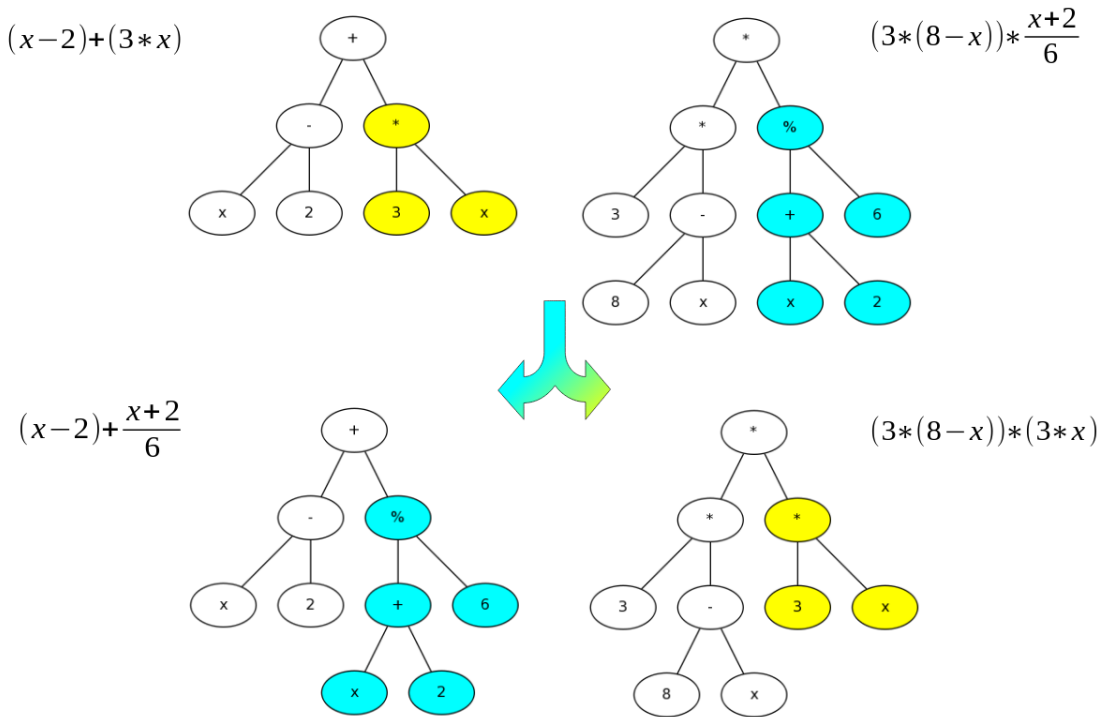 (x−2)+(3∗x)
+
- *
x 2 3 x
(3∗(8−x))∗(x+2)/6
*
* %
3 - + 6
8 x x 2
(x−2)+(x+2)/6
+
- %
x 2 + 6
x 2
(3∗(8−x))∗(3∗x)
*
* *
3 - 3 x
8 x